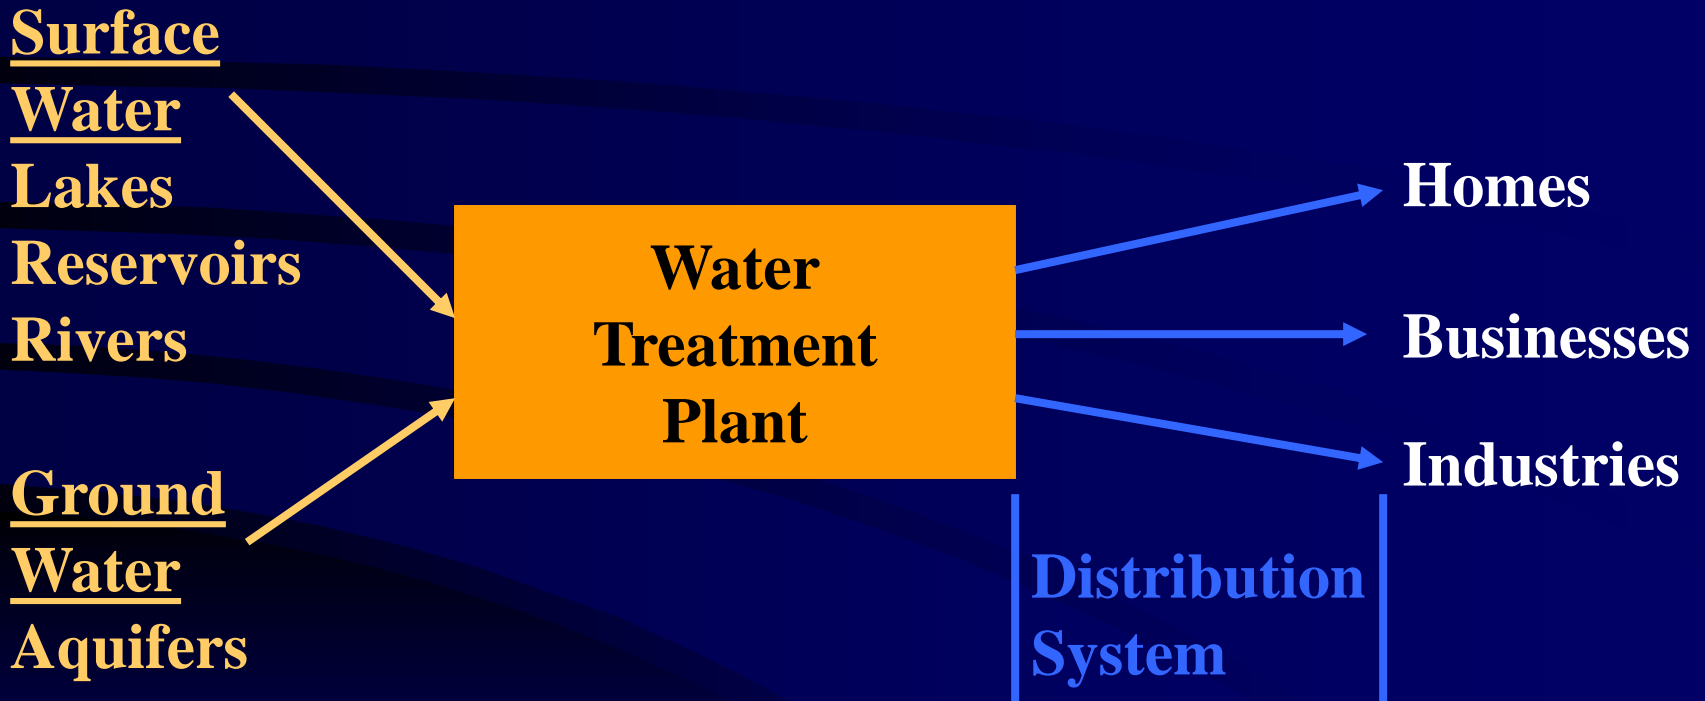 Surface
Water
Lakes
Reservoirs
Rivers
Ground
Water
Aquifers
Water
Treatment
Plant
Homes
Businesses
Industries
Distribution
System